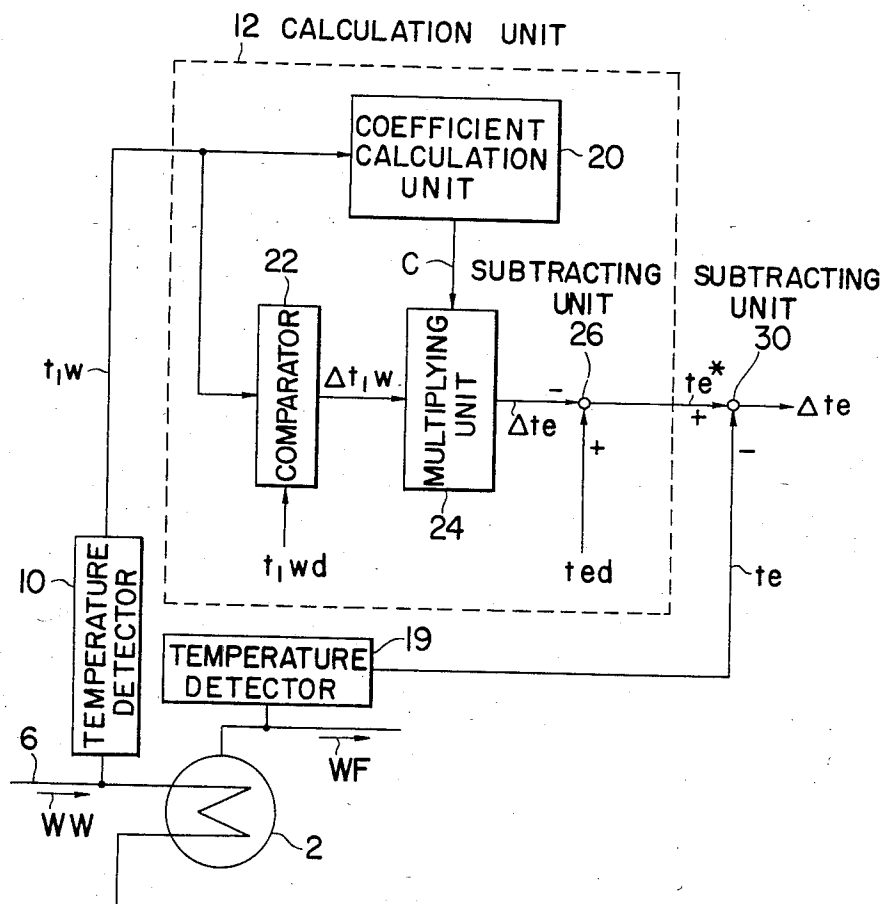 12 CALCULATION UNIT
COEFFICIENT
CALCULATION
UNIT
20
C
22
SUBTRACTING
UNIT
26
SUBTRACTING
UNIT
30
t₁w
COMPARATOR
Δt₁w
MULTIPLYING
UNIT
24
Δte
-
+
te*
+
Δte
-
t₁wd
ted
te
10
TEMPERATURE
DETECTOR
19
TEMPERATURE
DETECTOR
6
WW
WF
2